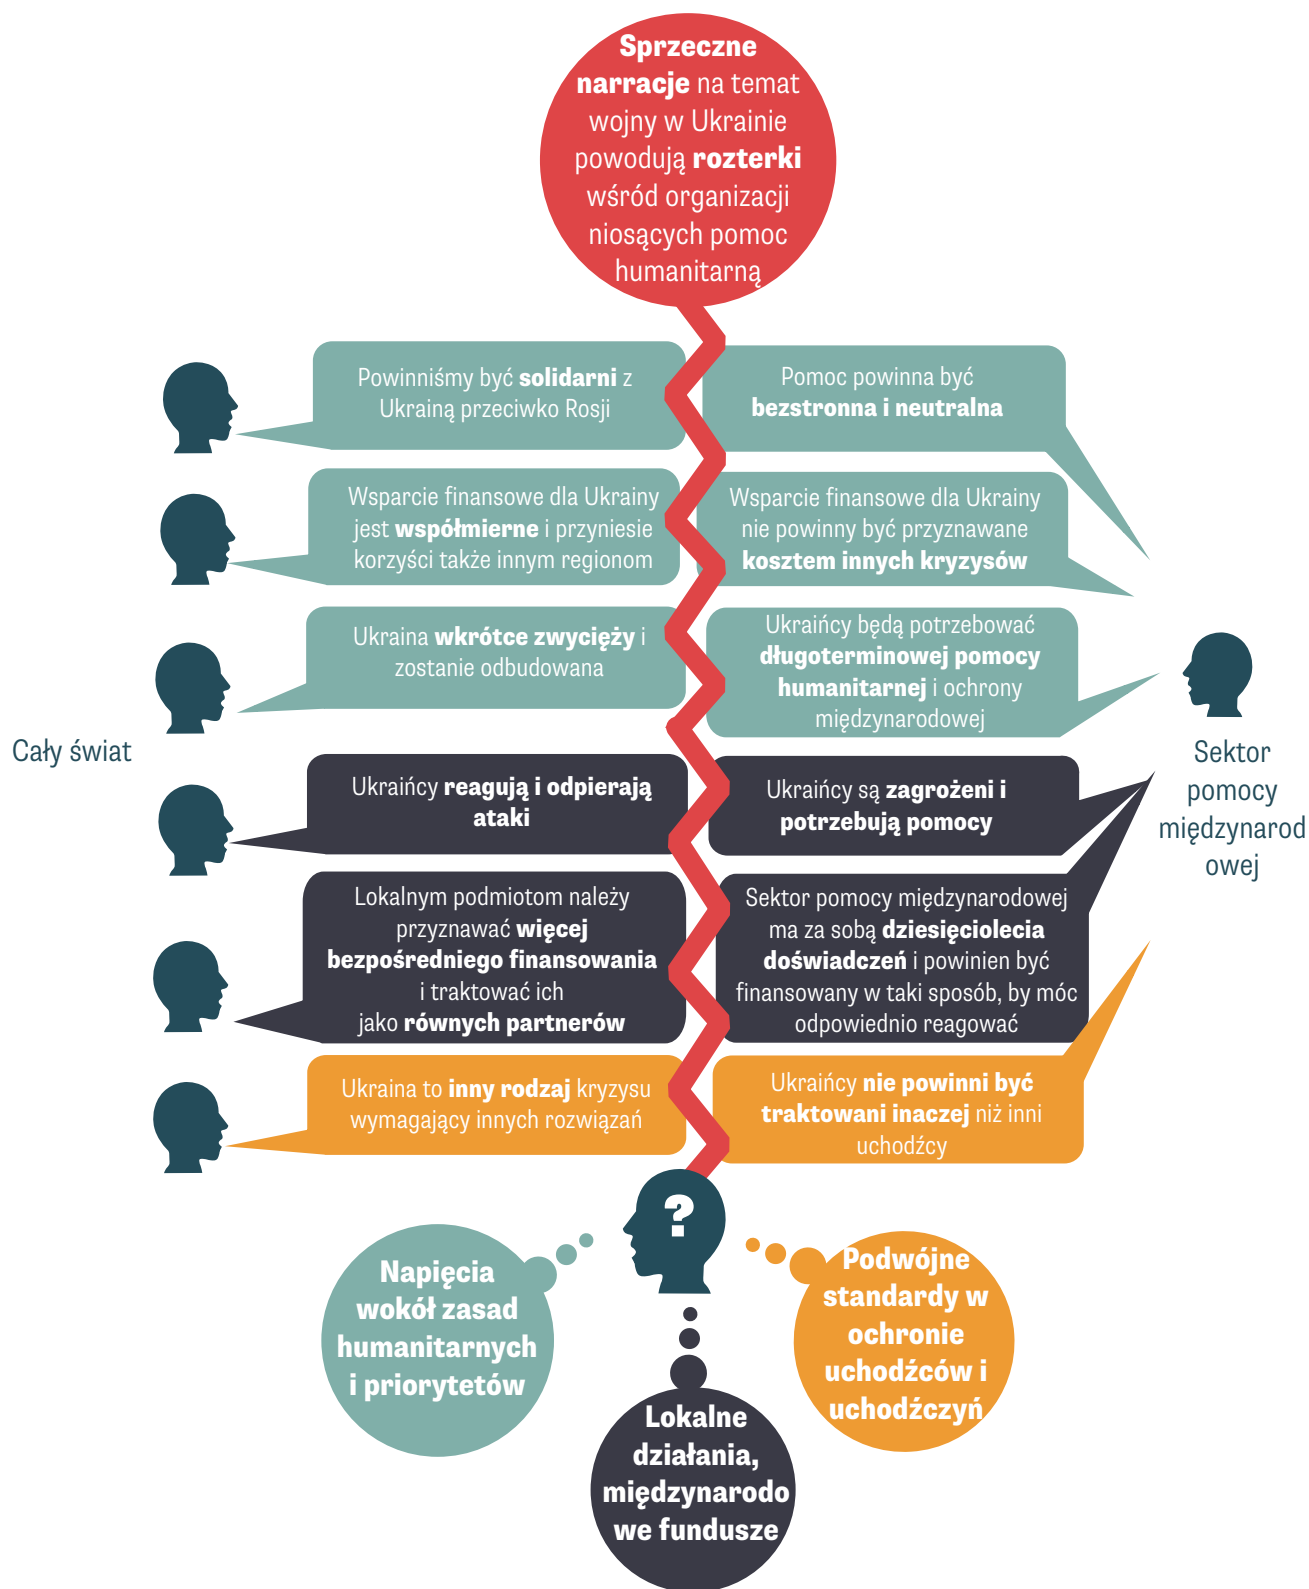 Sprzeczne
narracje na temat
wojny w Ukrainie
powodują rozterki
wśród organizacji
niosących pomoc
humanitarną
Powinniśmy być solidarni z
Ukrainą przeciwko Rosji
Pomoc powinna być
bezstronna i neutralna
Wsparcie finansowe dla Ukrainy
jest współmierne i przyniesie
korzyści także innym regionom
Wsparcie finansowe dla Ukrainy
nie powinny być przyznawane
kosztem innych kryzysów
Ukraina wkrótce zwycięży i
zostanie odbudowana
Ukraińcy będą potrzebować
długoterminowej pomocy
humanitarnej i ochrony
międzynarodowej
Cały świat
Sektor
pomocy
międzynarod
owej
Ukraińcy reagują i odpierają
ataki
Ukraińcy są zagrożeni i
potrzebują pomocy
Lokalnym podmiotom należy
przyznawać więcej
bezpośredniego finansowania
i traktować ich
jako równych partnerów
Sektor pomocy międzynarodowej
ma za sobą dziesięciolecia
doświadczeń i powinien być
finansowany w taki sposób, by móc
odpowiednio reagować
Ukraina to inny rodzaj kryzysu
wymagający innych rozwiązań
Ukraińcy nie powinni być
traktowani inaczej niż inni
uchodźcy
?
Napięcia
wokół zasad
humanitarnych
i priorytetów
Podwójne
standardy w
ochronie
uchodźców i
uchodźczyń
Lokalne
działania,
międzynarodo
we fundusze